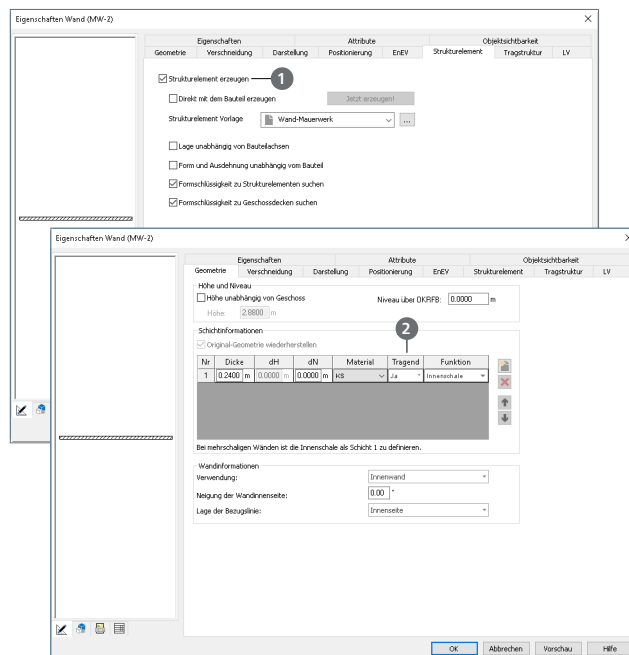 Eigenschaften Wand (MW-2)
Eigenschaften Attribute Objektsichtbarkeit
Geometrie Verschneidung Darstellung Positionierung EnEV Strukturelement Tragstruktur LV
Strukturelement erzeugen 1
Direkt mit dem Bauteil erzeugen Jetzt erzeugen!
Strukturelement Vorlage Wand-Mauerwerk ...
Lage unabhängig von Bauteilachsen
Form und Ausdehnung unabhängig vom Bauteil
Formschlüssigkeit zu Strukturelementen suchen
Formschlüssigkeit zu Geschossdecken suchen
Eigenschaften Wand (MW-2)
Eigenschaften Attribute Objektsichtbarkeit
Geometrie Verschneidung Darstellung Positionierung EnEV Strukturelement Tragstruktur LV
Höhe und Niveau
Höhe unabhängig von Geschoss Niveau über OKRFB: 0.0000 m
Höhe: 2.8800 m
2
Schichtinformationen
Original-Geometrie wiederherstellen
Nr Dicke dH dN Material Tragend Funktion
1 0.2400 m 0.0000 m 0.0000 m KS Ja Innenschale
Bei mehrschaligen Wänden ist die Innenschale als Schicht 1 zu definieren.
Wandinformationen
Verwendung: Innenwand
Neigung der Wandinnenseite: 0.00 °
Lage der Bezugslinie: Innenseite
OK Abbrechen Vorschau Hilfe